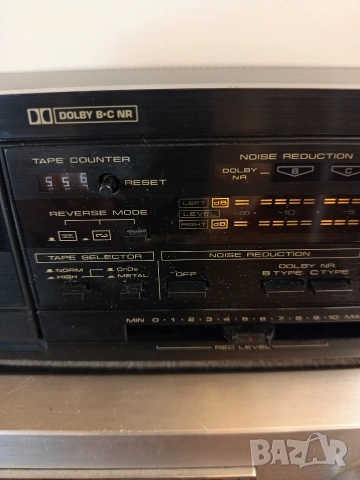 DOLBY B·C NR
TAPE COUNTER
556
RESET
NOISE REDUCTION
DOLBY NR
B
C
LEFT dB
LEVEL -∞ -10
RIGHT dB
REVERSE MODE
TAPE SELECTOR
NORM
HIGH
CrO₂
METAL
NOISE REDUCTION
OFF
DOLBY NR
B TYPE C TYPE
MIN 0 · 1 · 2 · 3 · 4 · 5 · 6 · 7 · 8 · 9 · 10
REC LEVEL
BAZAR.bg